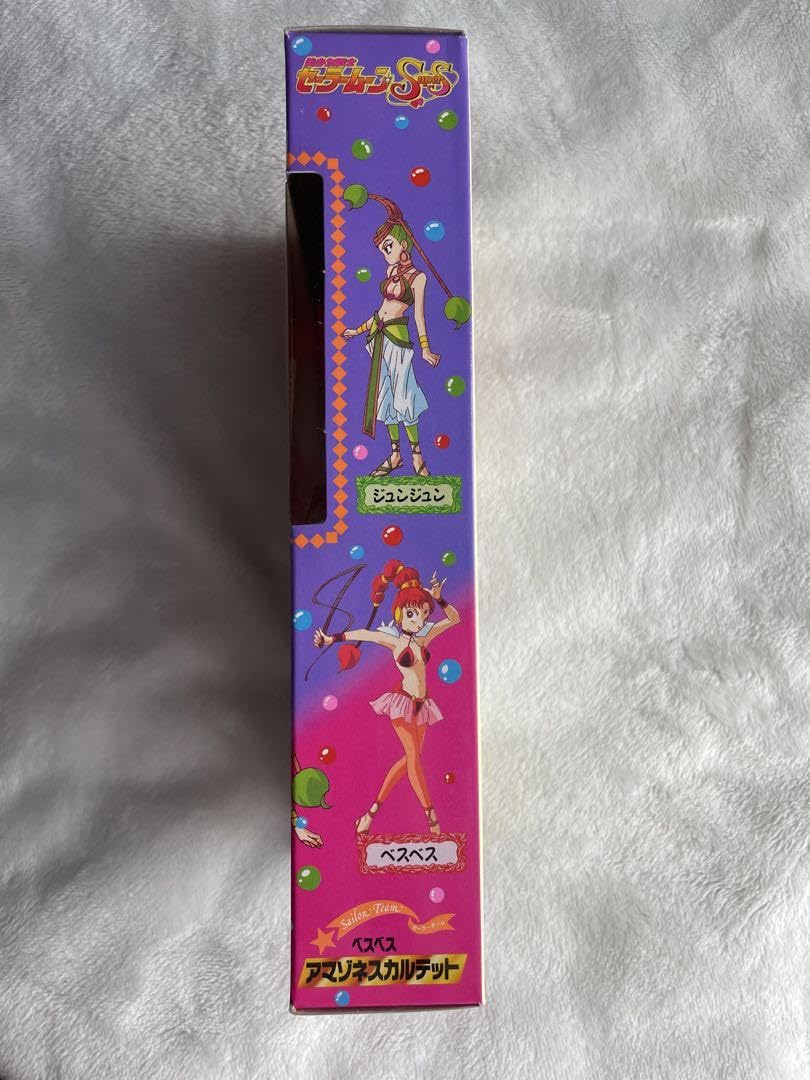 美少女戦士
セーラームーン SuperS
ジュンジュン
ベスベス
Sailor Team
セーラーチーム
ベスベス
アマゾネスカルテット